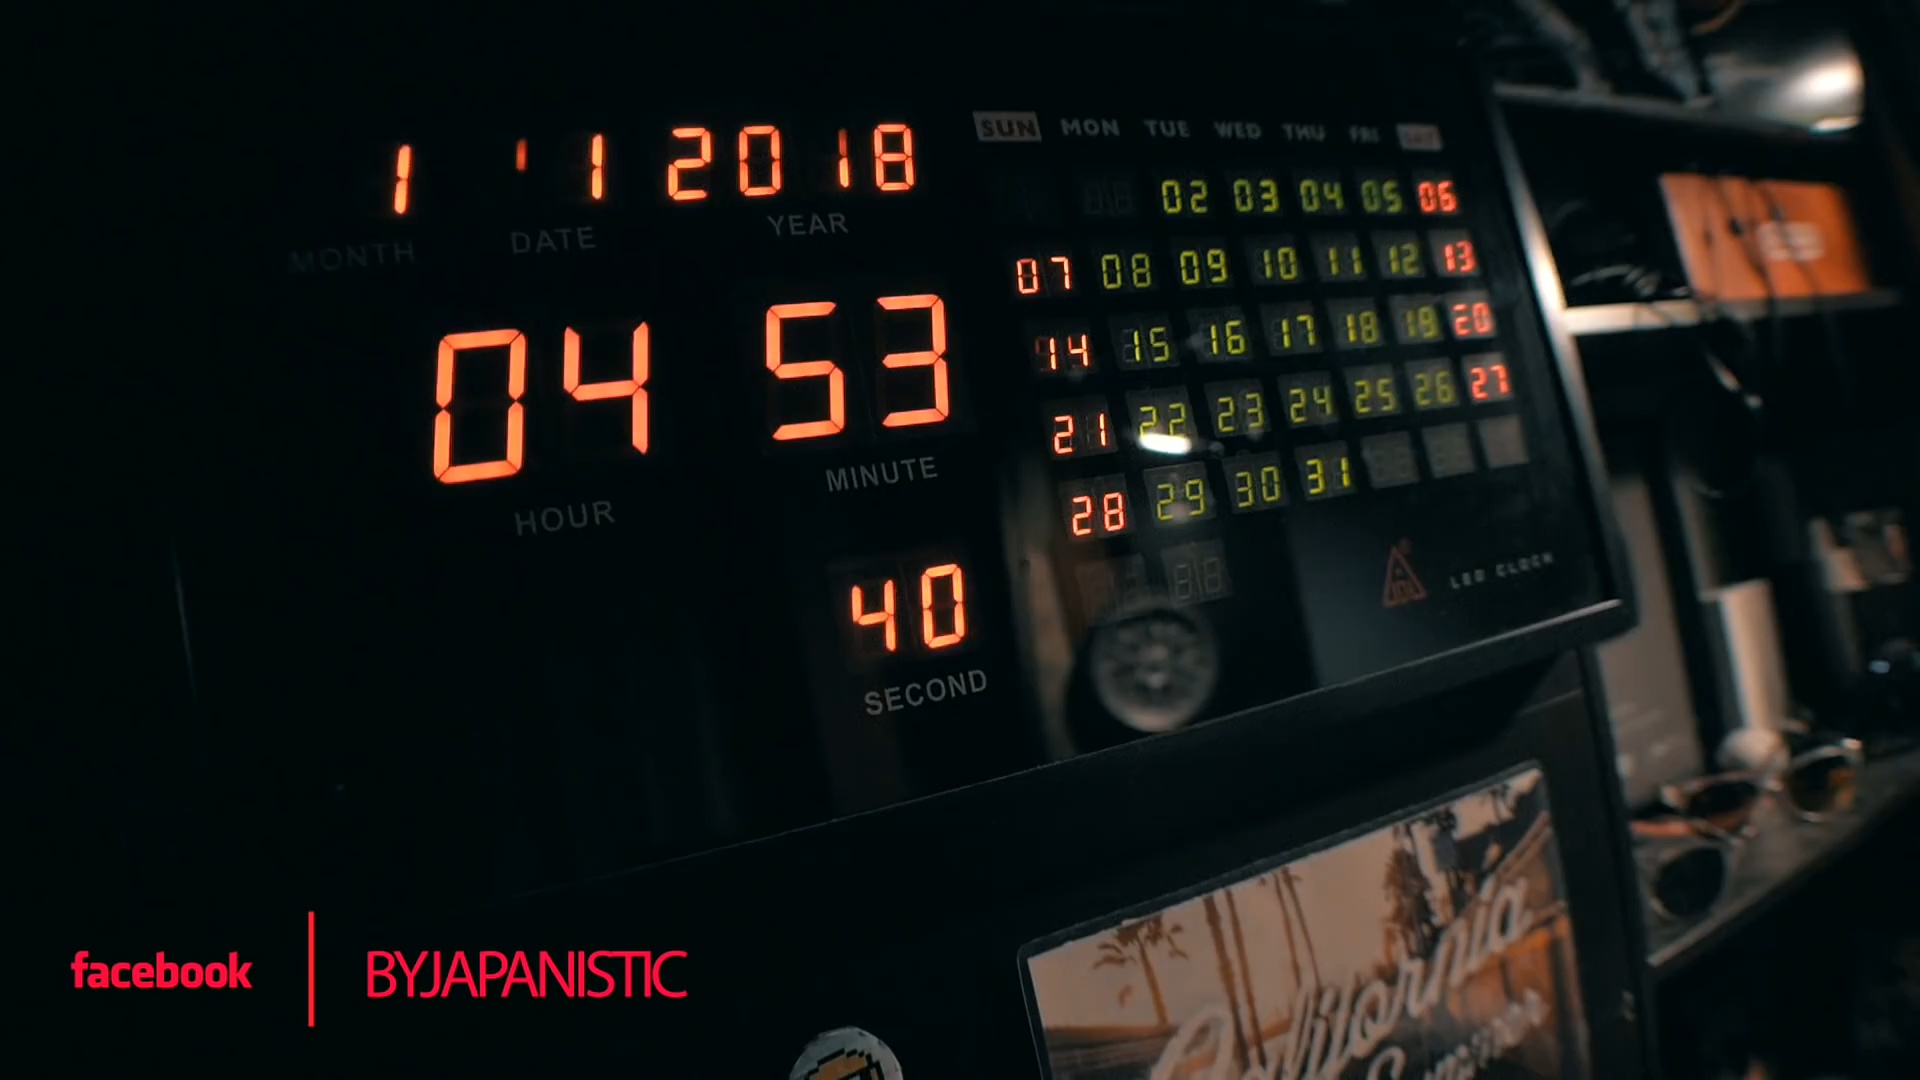 1 1 2018
MONTH DATE YEAR
04 53
HOUR MINUTE
40
SECOND
SUN MON TUE WED THU FRI SAT
02 03 04 05 06
07 08 09 10 11 12 13
14 15 16 17 18 19 20
21 22 23 24 25 26 27
28 29 30 31
LED CLOCK
California
facebook | BYJAPANISTIC